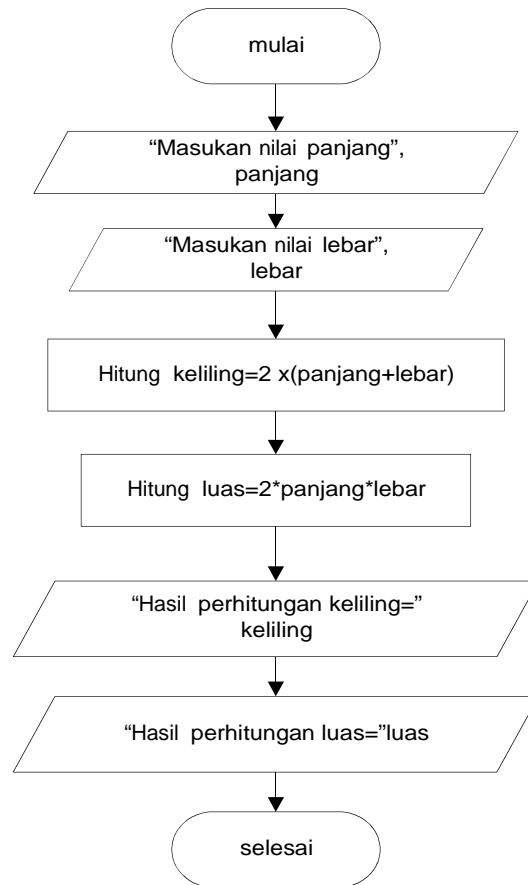 mulai
“Masukan nilai panjang”,
panjang
“Masukan nilai lebar”,
lebar
Hitung keliling=2 x(panjang+lebar)
Hitung luas=2*panjang*lebar
“Hasil perhitungan keliling=”
keliling
“Hasil perhitungan luas=”luas
selesai